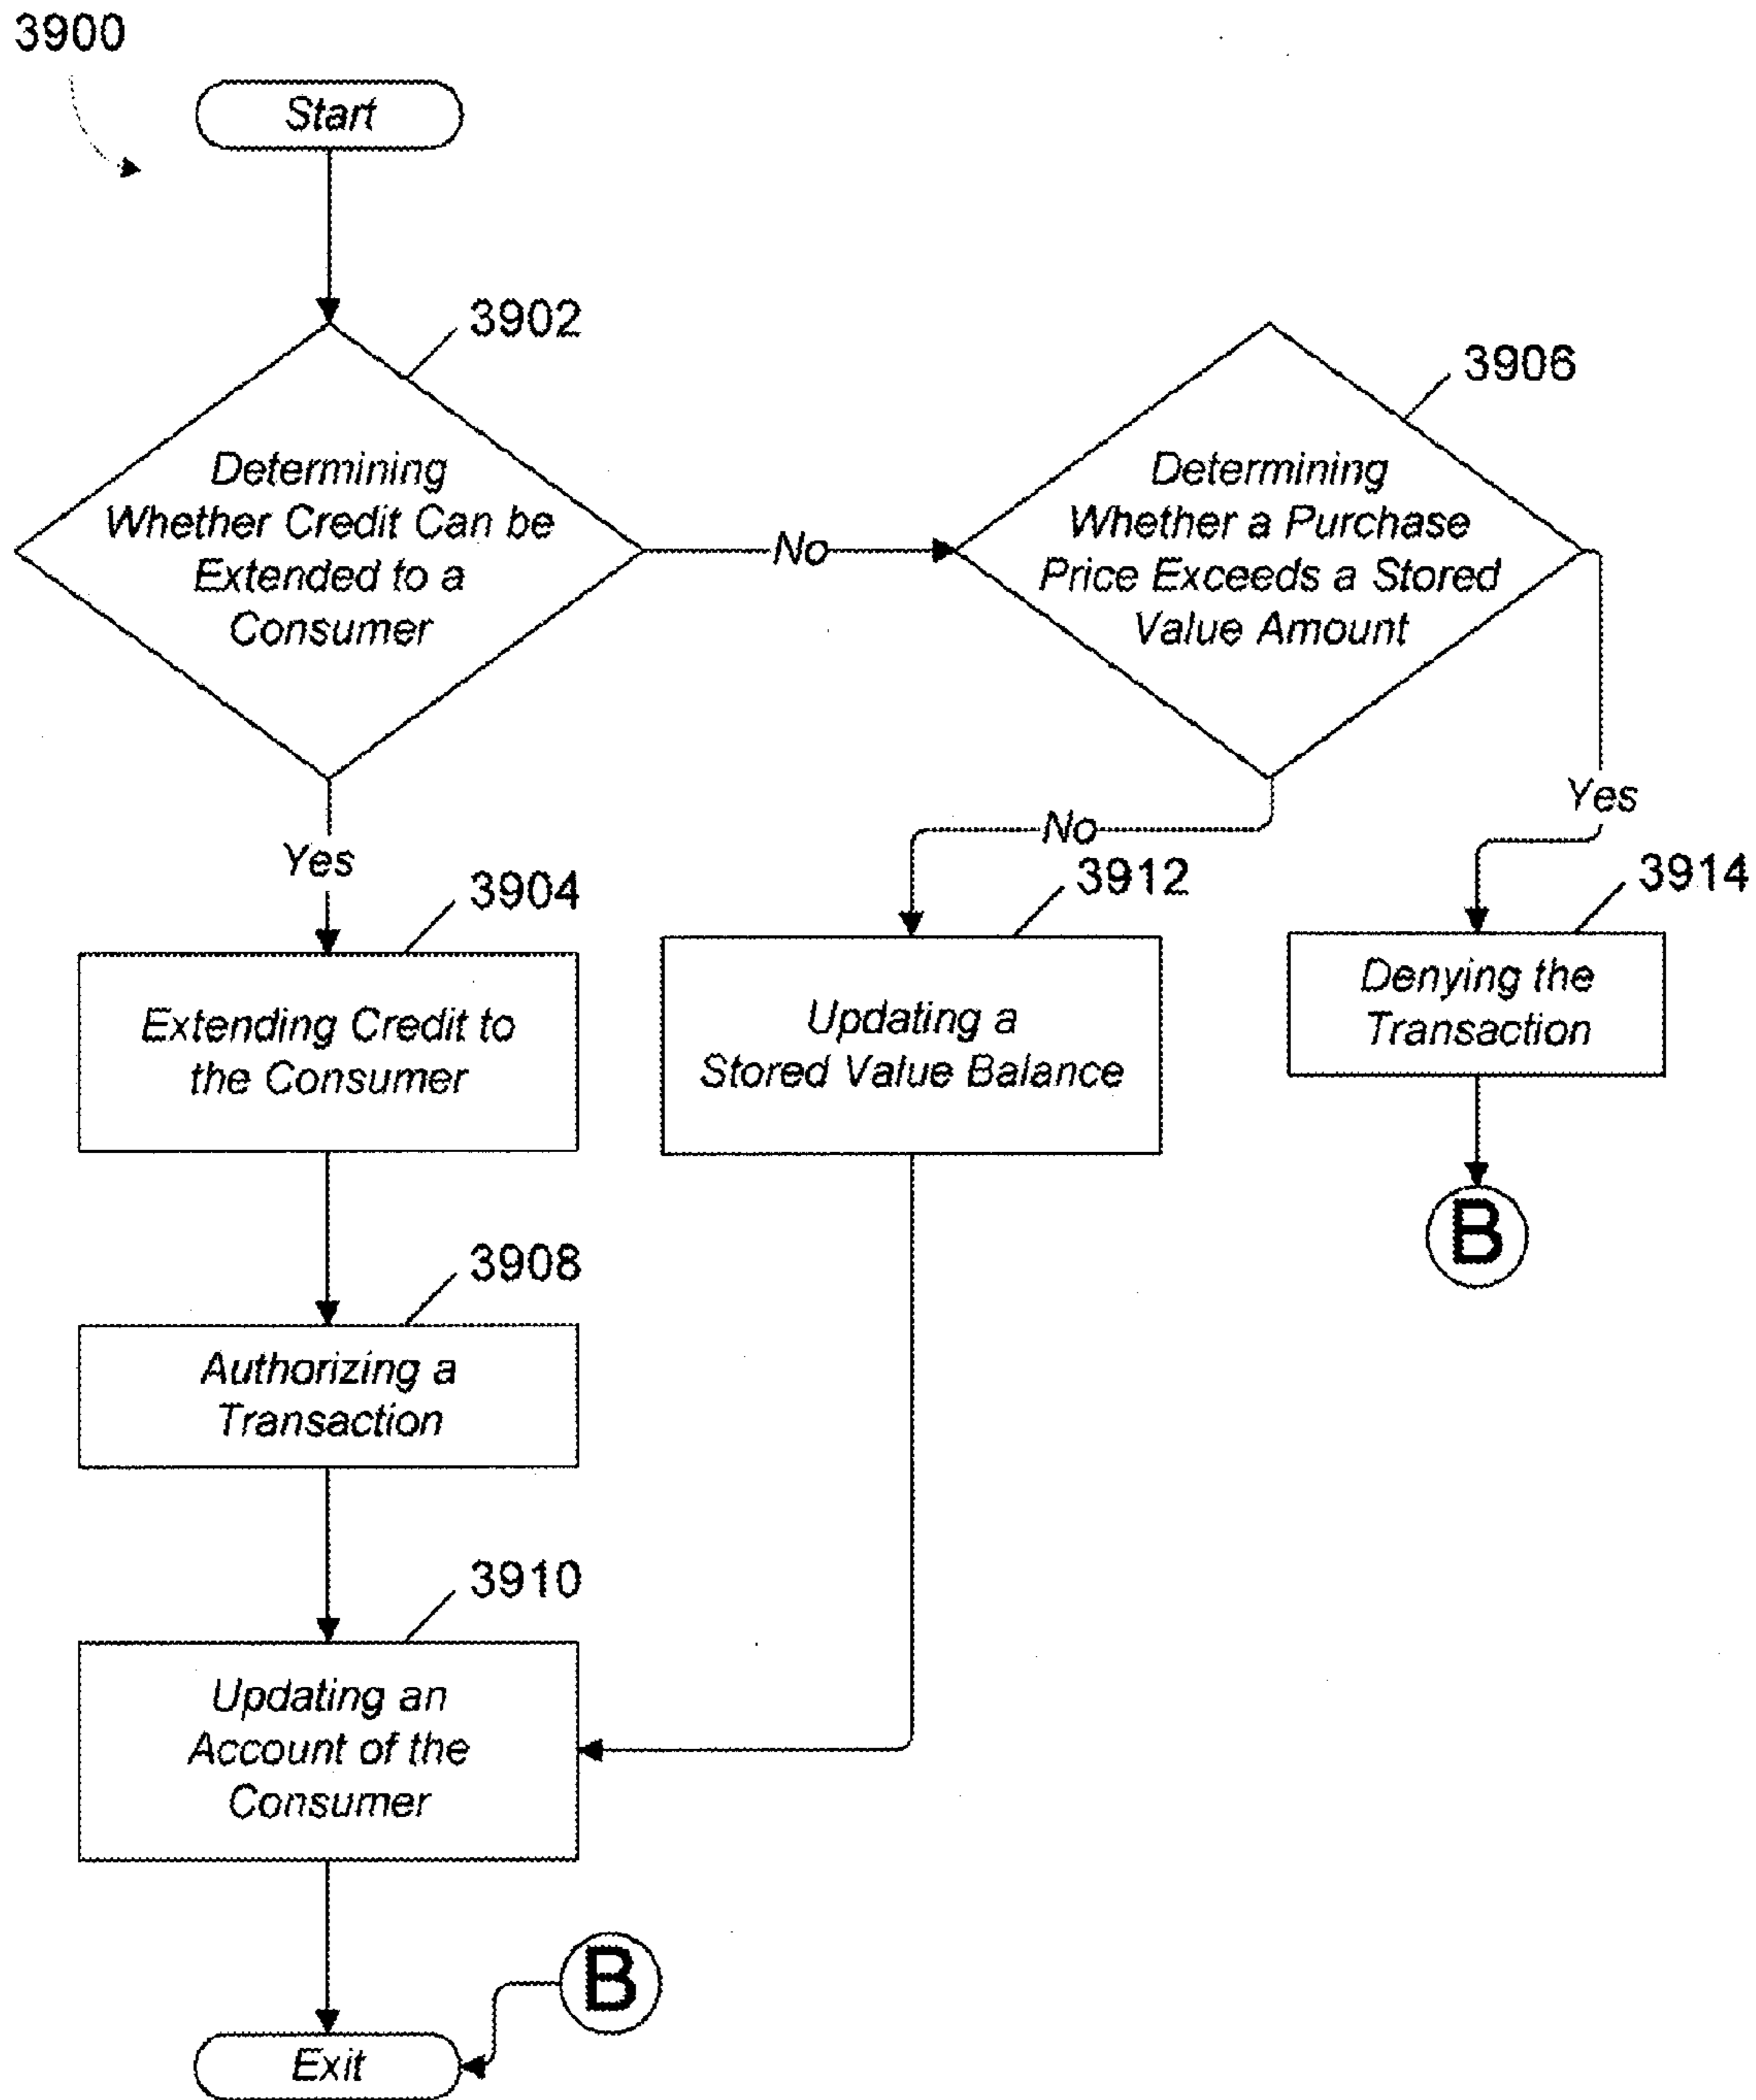 3900
Start
3902
Determining
Whether Credit Can be
Extended to a
Consumer
No
3906
Determining
Whether a Purchase
Price Exceeds a Stored
Value Amount
Yes
No
Yes
3904
Extending Credit to
the Consumer
3912
Updating a
Stored Value Balance
3914
Denying the
Transaction
B
3908
Authorizing a
Transaction
3910
Updating an
Account of the
Consumer
B
Exit